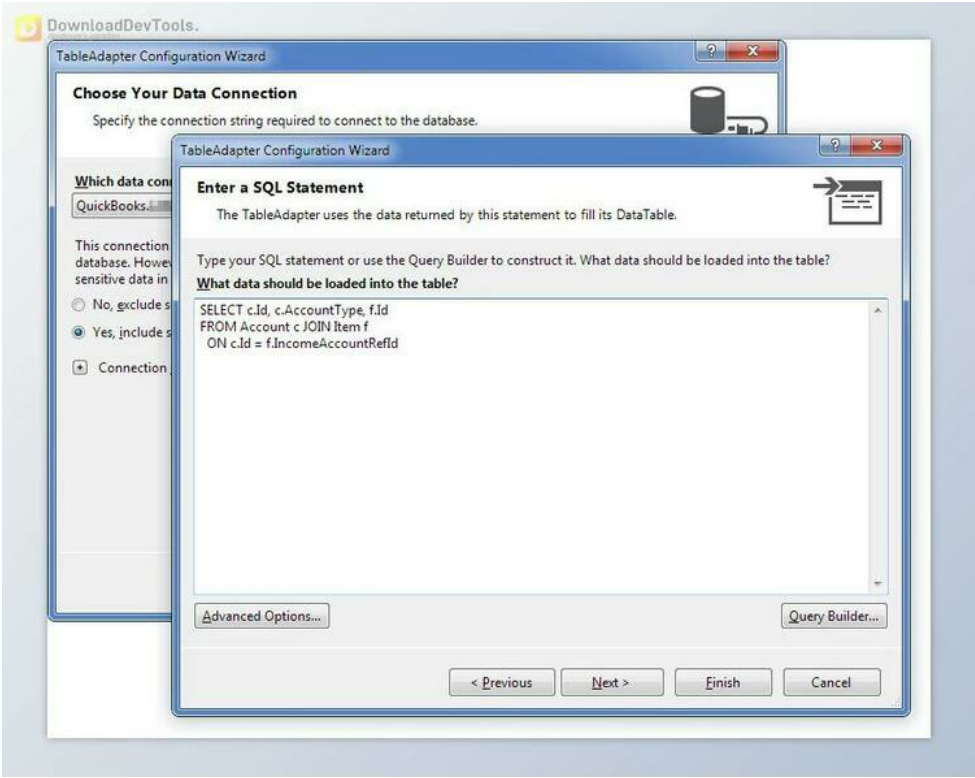 DownloadDevTools.
TableAdapter Configuration Wizard
Choose Your Data Connection
Specify the connection string required to connect to the database.
Which data
QuickBooks.
This connection
database.
sensitive data in
No, exclude
Yes, include
Connection
TableAdapter Configuration Wizard
Enter a SQL Statement
The TableAdapter uses the data returned by this statement to fill its DataTable.
Type your SQL statement or use the Query Builder to construct it. What data should be loaded into the table?
What data should be loaded into the table?
SELECT c.Id, c.AccountType, f.Id
FROM Account c JOIN Item f
ON c.Id = f.IncomeAccountRefId
Advanced Options...
Query Builder...
< Previous
Next >
Finish
Cancel